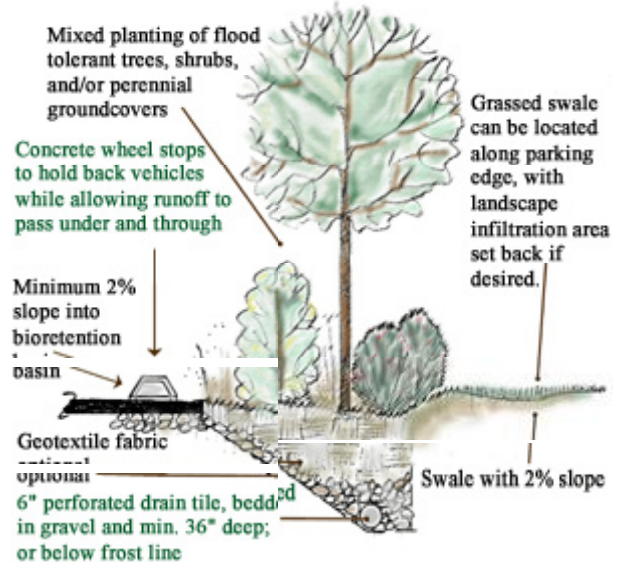 Mixed planting of flood
tolerant trees, shrubs,
and/or perennial
groundcovers
Concrete wheel stops
to hold back vehicles
while allowing runoff to
pass under and through
Grassed swale
can be located
along parking
edge, with
landscape
infiltration area
set back if
desired.
Minimum 2%
slope into
bioretention
basin
Geotextile fabric
optional
Swale with 2% slope
6" perforated drain tile, bedded
in gravel and min. 36" deep;
or below frost line